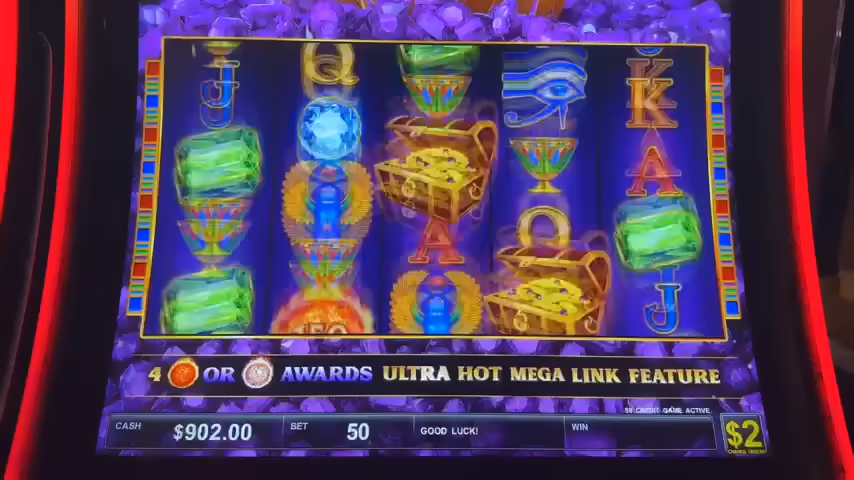 Q
J
K
K
A
Q
A
J
4 OR AWARDS ULTRA HOT MEGA LINK FEATURE
50 CREDIT GAME ACTIVE
CASH $902.00 BET 50 GOOD LUCK! WIN $2